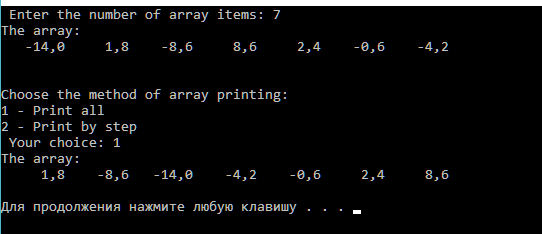 Enter the number of array items: 7
The array:
-14,0 1,8 -8,6 8,6 2,4 -0,6 -4,2
Choose the method of array printing:
1 - Print all
2 - Print by step
Your choice: 1
The array:
1,8 -8,6 -14,0 -4,2 -0,6 2,4 8,6
Для продолжения нажмите любую клавишу . . .